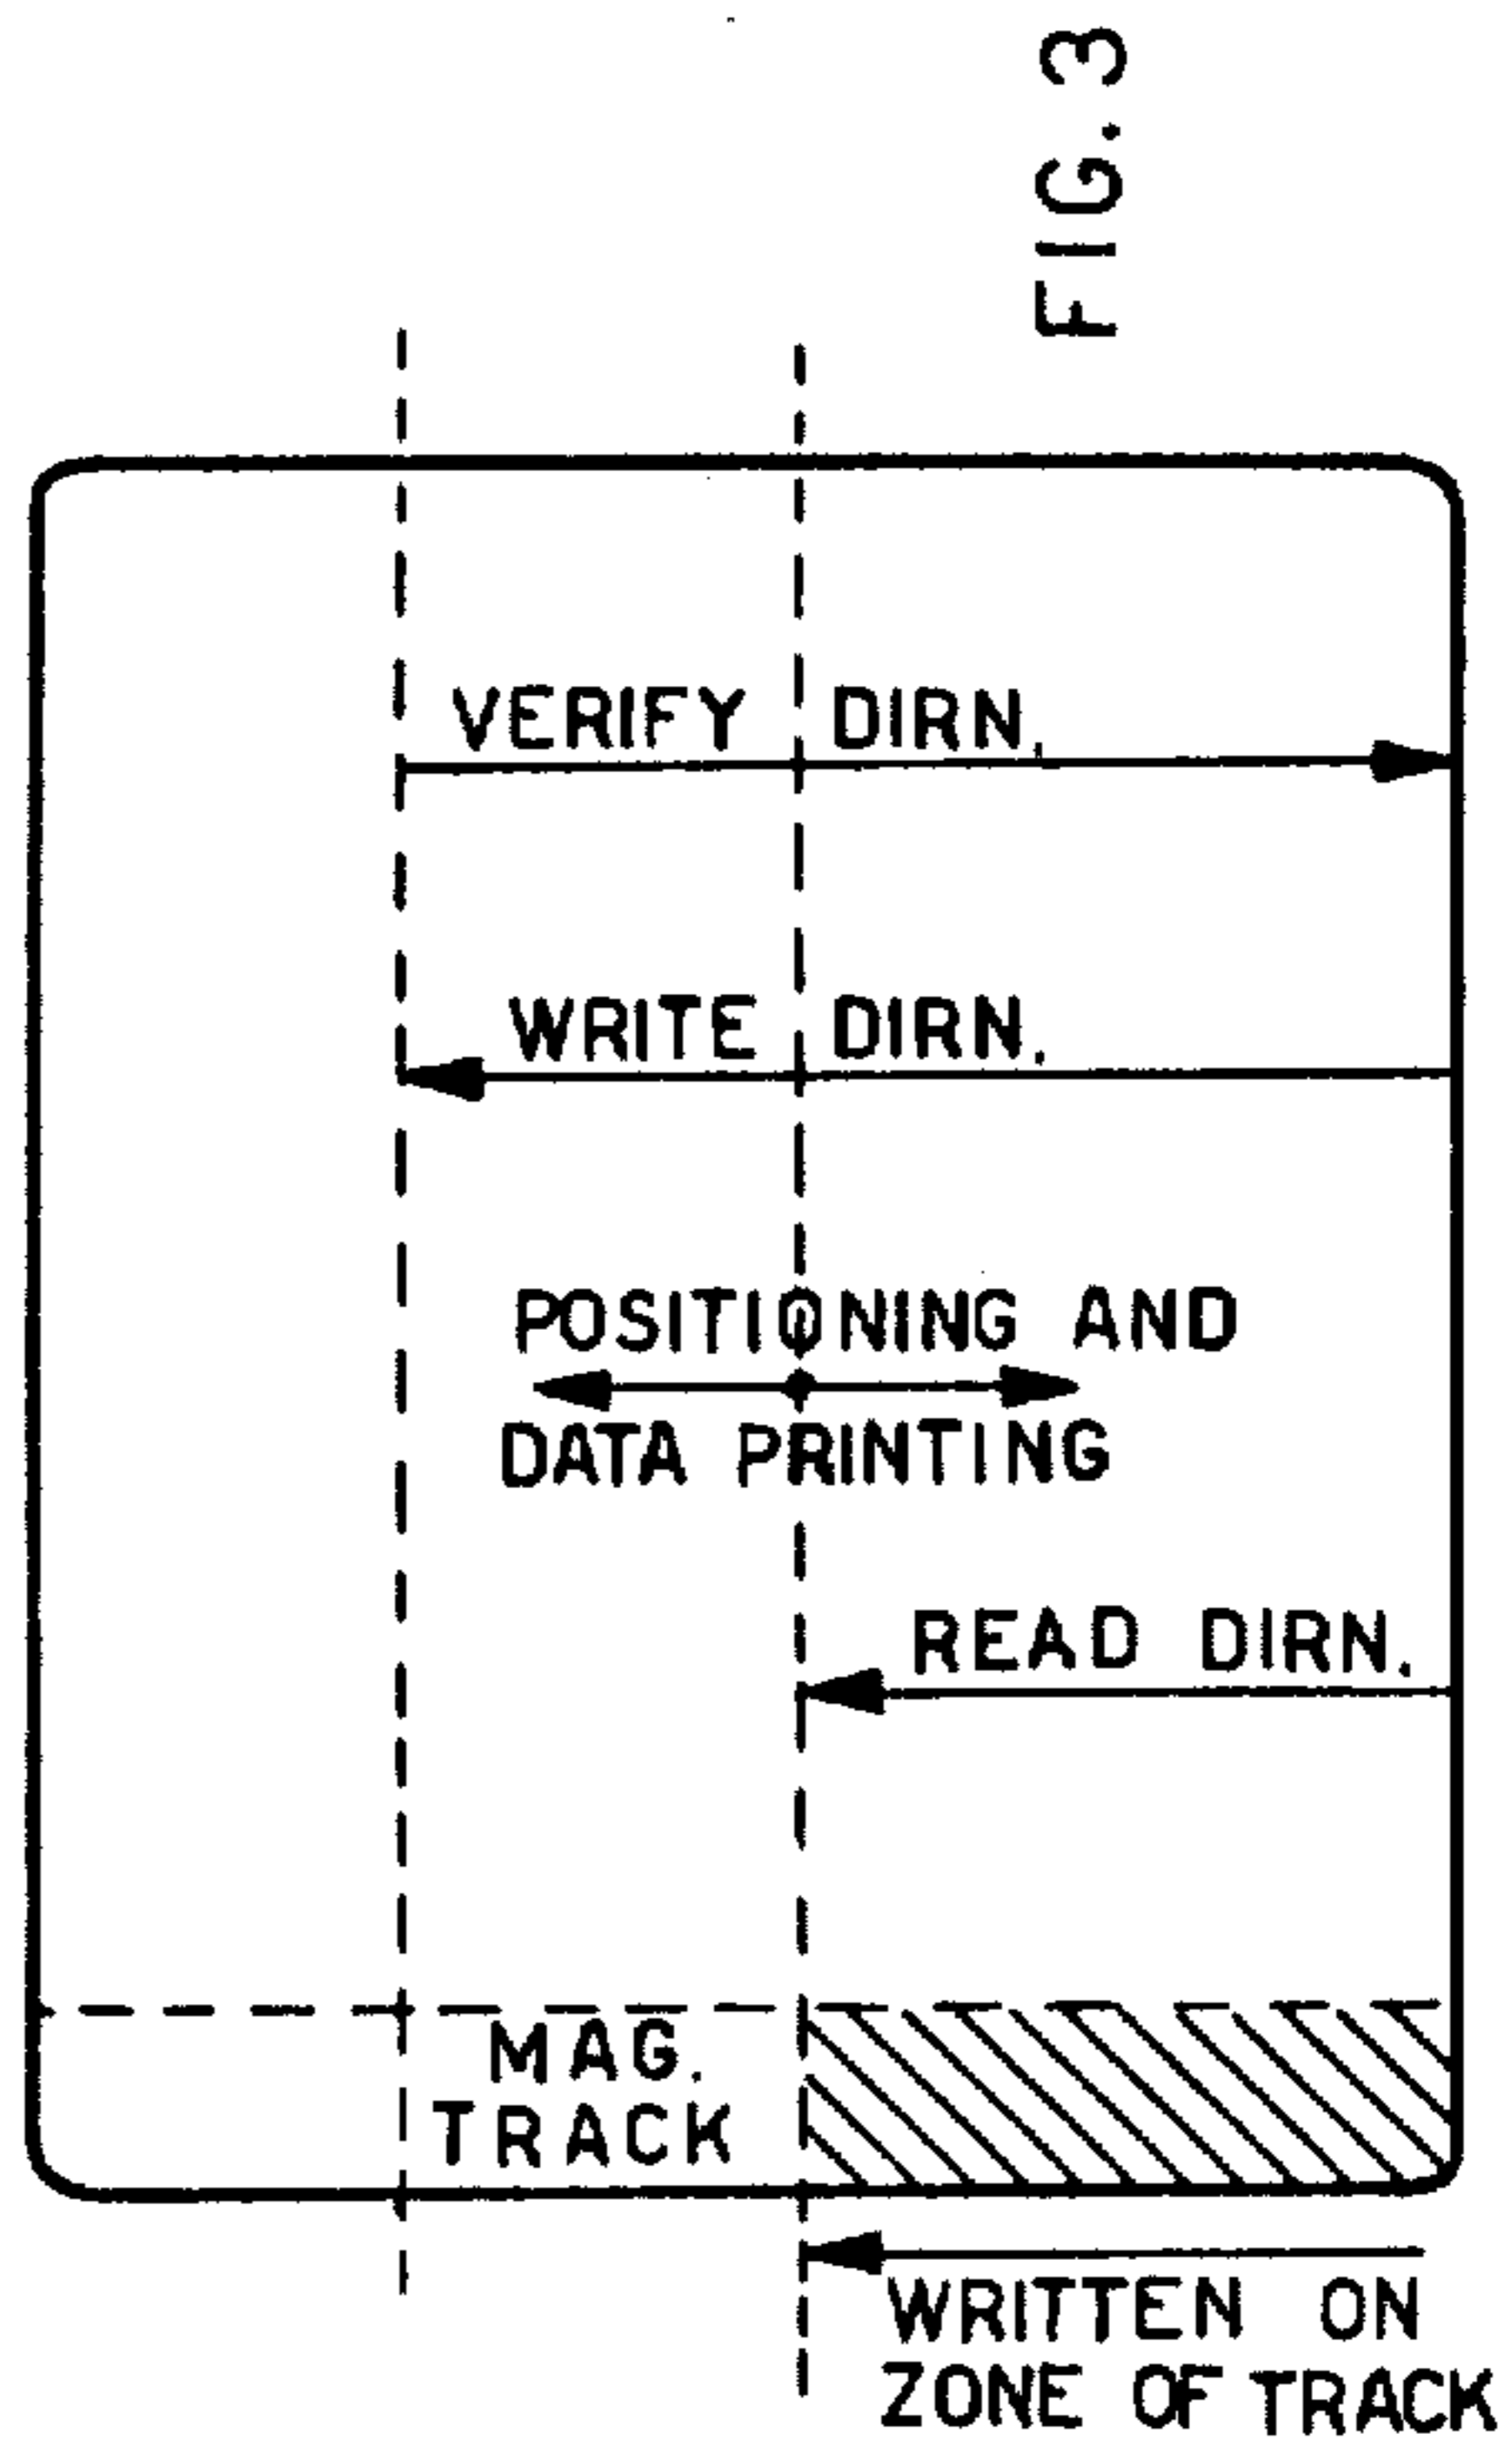 FIG. 3
VERIFY DIRN.
WRITE DIRN.
POSITIONING AND
DATA PRINTING
READ DIRN.
MAG.
TRACK
WRITTEN ON
ZONE OF TRACK